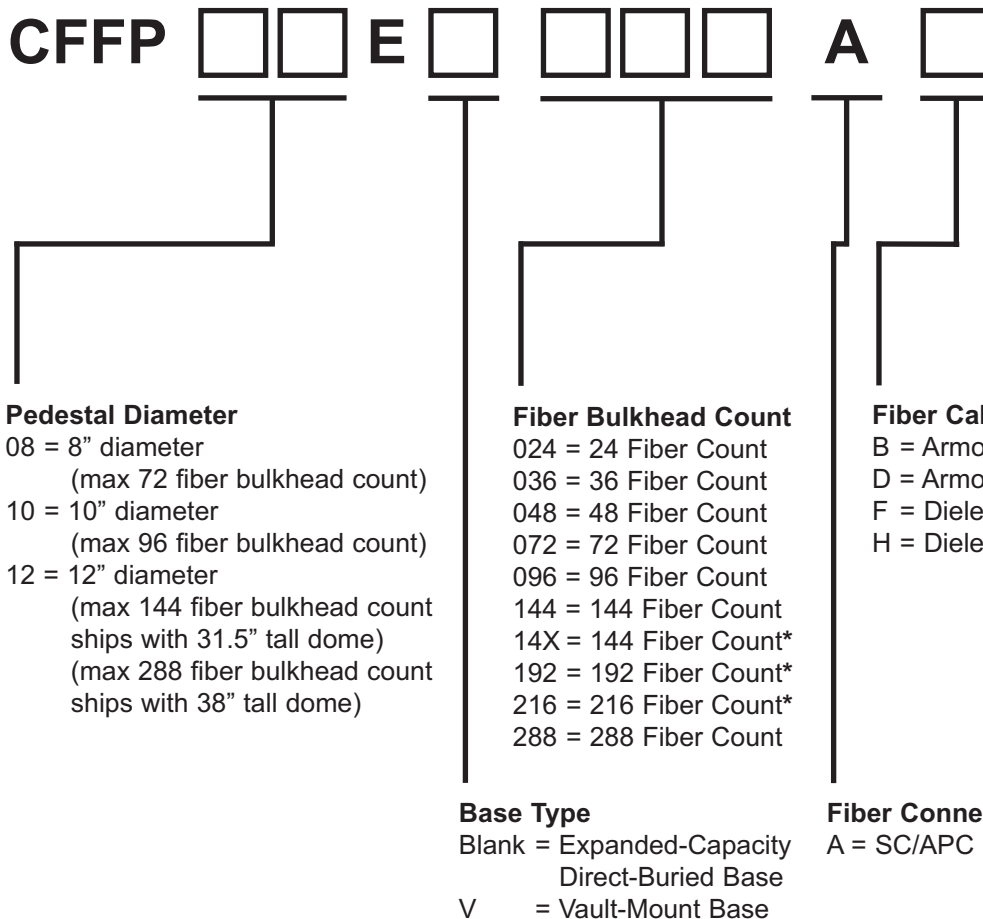 CFFP E A
Pedestal Diameter
08 = 8” diameter
(max 72 fiber bulkhead count)
10 = 10” diameter
(max 96 fiber bulkhead count)
12 = 12” diameter
(max 144 fiber bulkhead count
ships with 31.5” tall dome)
(max 288 fiber bulkhead count
ships with 38” tall dome)
Fiber Bulkhead Count
024 = 24 Fiber Count
036 = 36 Fiber Count
048 = 48 Fiber Count
072 = 72 Fiber Count
096 = 96 Fiber Count
144 = 144 Fiber Count
14X = 144 Fiber Count*
192 = 192 Fiber Count*
216 = 216 Fiber Count*
288 = 288 Fiber Count
Fiber
B =
D =
F =
H =
Base Type
Blank = Expanded-Capacity
Direct-Buried Base
V = Vault-Mount Base
Fiber
A = SC/APC